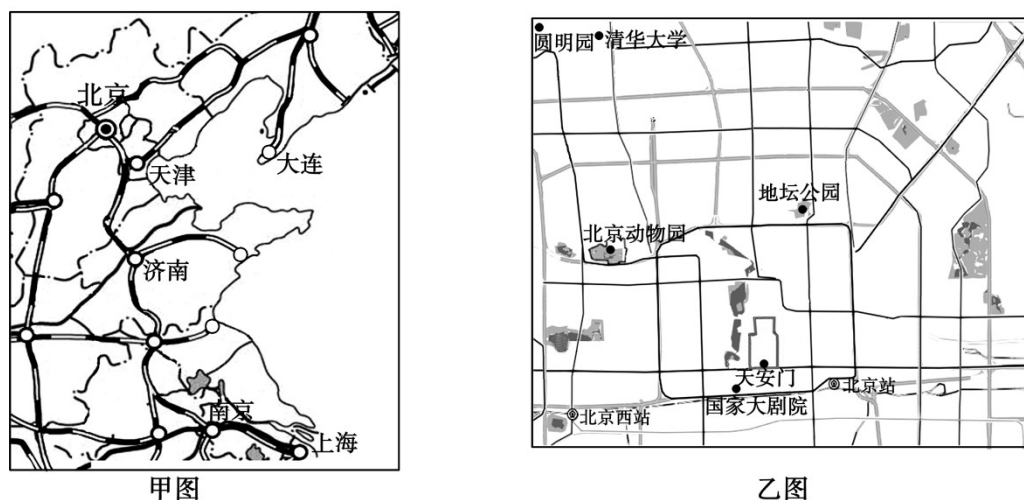 北京
天津
大连
济南
南京
上海
甲图
圆明园
清华大学
地坛公园
北京动物园
天安门
北京站
国家大剧院
北京西站
乙图